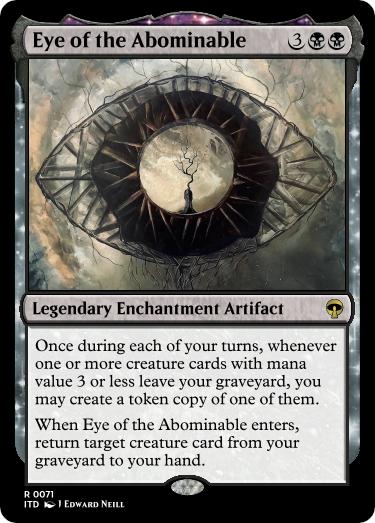 Eye of the Abominable 3
Legendary Enchantment Artifact
Once during each of your turns, whenever
one or more creature cards with mana
value 3 or less leave your graveyard, you
may create a token copy of one of them.
When Eye of the Abominable enters,
return target creature card from your
graveyard to your hand.
R 0071
ITD J Edward Neill